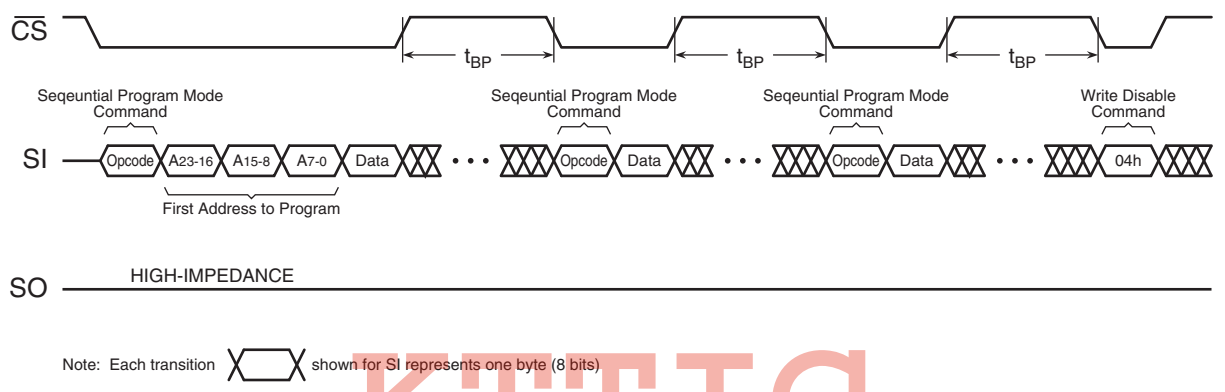 CS
tBP tBP tBP
Seqeuntial Program Mode Command
Seqeuntial Program Mode Command
Seqeuntial Program Mode Command
Write Disable Command
SI Opcode A23-16 A15-8 A7-0 Data • • • Opcode Data • • • Opcode Data • • • 04h
First Address to Program
HIGH-IMPEDANCE
SO
Note: Each transition shown for SI represents one byte (8 bits)